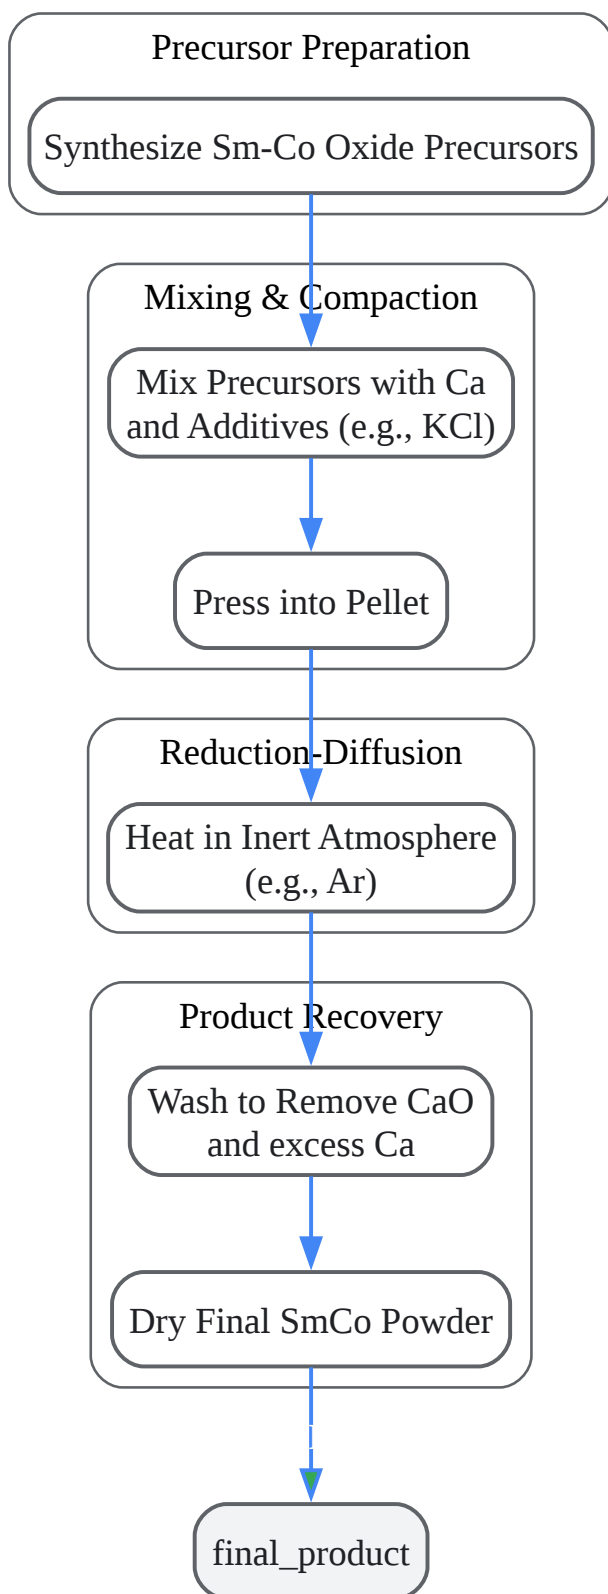 Precursor Preparation
Synthesize Sm-Co Oxide Precursors
Mixing & Compaction
Mix Precursors with Ca
and Additives (e.g., KCl)
Press into Pellet
Reduction-Diffusion
Heat in Inert Atmosphere
(e.g., Ar)
Product Recovery
Wash to Remove CaO
and excess Ca
Dry Final SmCo Powder
final_product